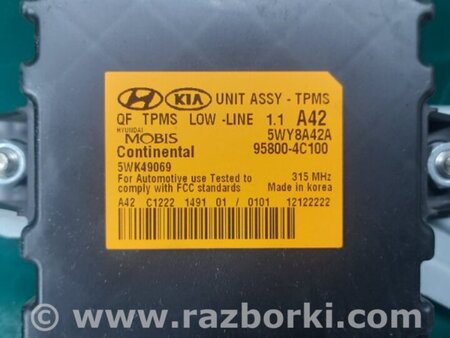 HYUNDAI KIA UNIT ASSY - TPMS
QF TPMS LOW -LINE 1.1 A42
HYUNDAI MOBIS 5WY8A42A
Continental 95800-4C100
5WK49069
For Automotive use Tested to 315 MHz
comply with FCC standards Made in korea
A42 C1222 1491 01 / 0101 12122222
www.razborki.com